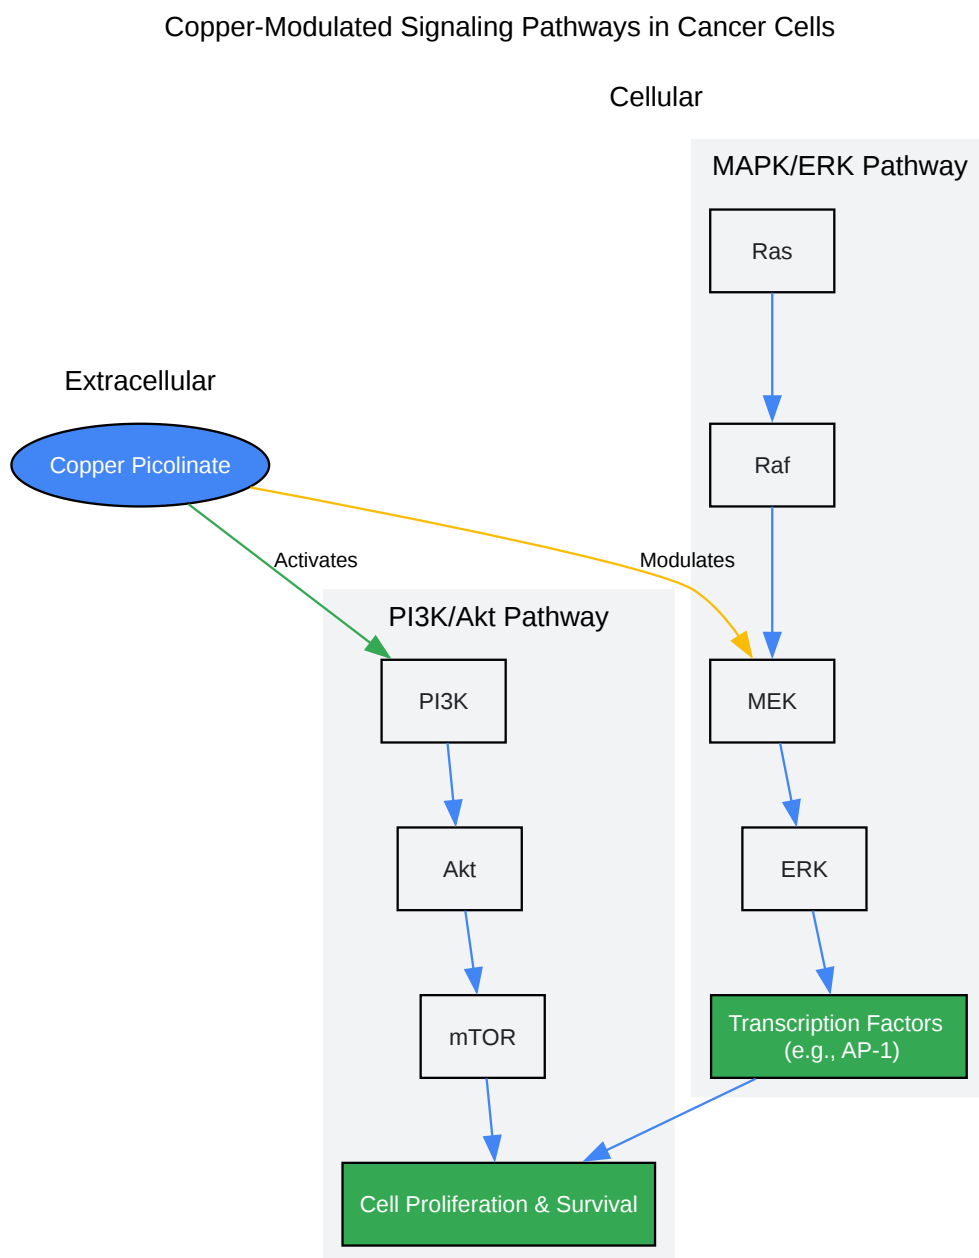 Copper-Modulated Signaling Pathways in Cancer Cells
Cellular
MAPK/ERK Pathway
Ras
Extracellular
Copper Picolinate
Raf
Activates
Modulates
PI3K/Akt Pathway
PI3K
MEK
Akt
ERK
mTOR
Transcription Factors
(e.g., AP-1)
Cell Proliferation & Survival